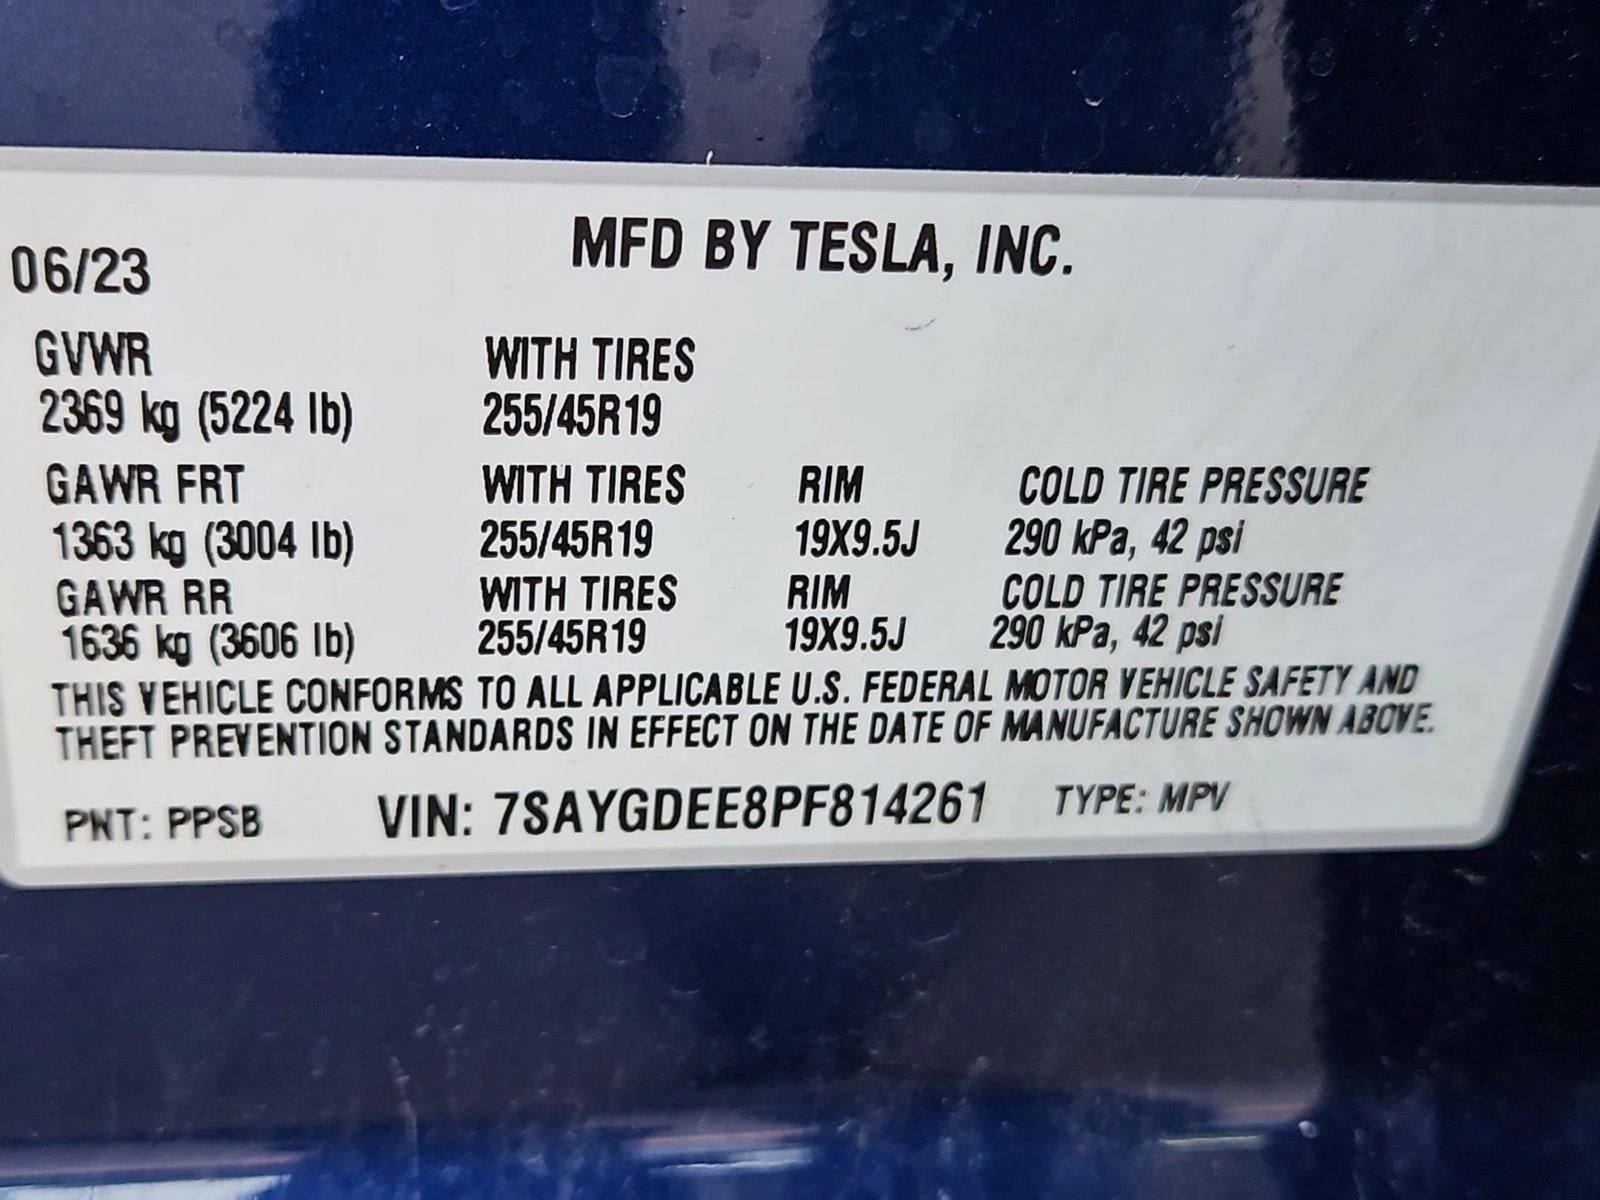 MFD BY TESLA, INC.
06/23
GVWR WITH TIRES
2369 kg (5224 lb) 255/45R19
GAWR FRT WITH TIRES RIM COLD TIRE PRESSURE
1363 kg (3004 lb) 255/45R19 19X9.5J 290 kPa, 42 psi
GAWR RR WITH TIRES RIM COLD TIRE PRESSURE
1636 kg (3606 lb) 255/45R19 19X9.5J 290 kPa, 42 psi
THIS VEHICLE CONFORMS TO ALL APPLICABLE U.S. FEDERAL MOTOR VEHICLE SAFETY AND
THEFT PREVENTION STANDARDS IN EFFECT ON THE DATE OF MANUFACTURE SHOWN ABOVE.
PNT: PPSB VIN: 7SAYGDEE8PF814261 TYPE: MPV